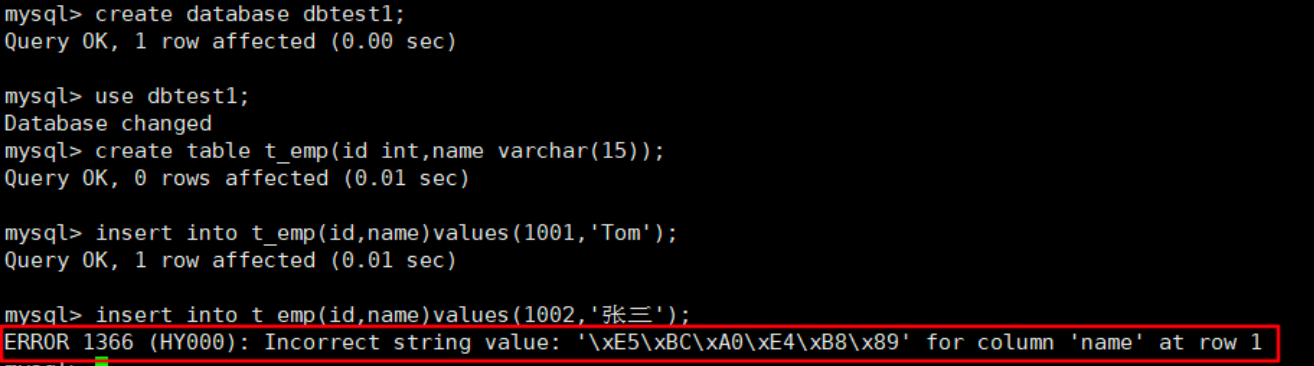 mysql> create database dbtest1;
Query OK, 1 row affected (0.00 sec)
mysql> use dbtest1;
Database changed
mysql> create table t_emp(id int,name varchar(15));
Query OK, 0 rows affected (0.01 sec)
mysql> insert into t_emp(id,name)values(1001,'Tom');
Query OK, 1 row affected (0.01 sec)
mysql> insert into t_emp(id,name)values(1002,'张三');
ERROR 1366 (HY000): Incorrect string value: '\xE5\xBC\xA0\xE4\xB8\x89' for column 'name' at row 1